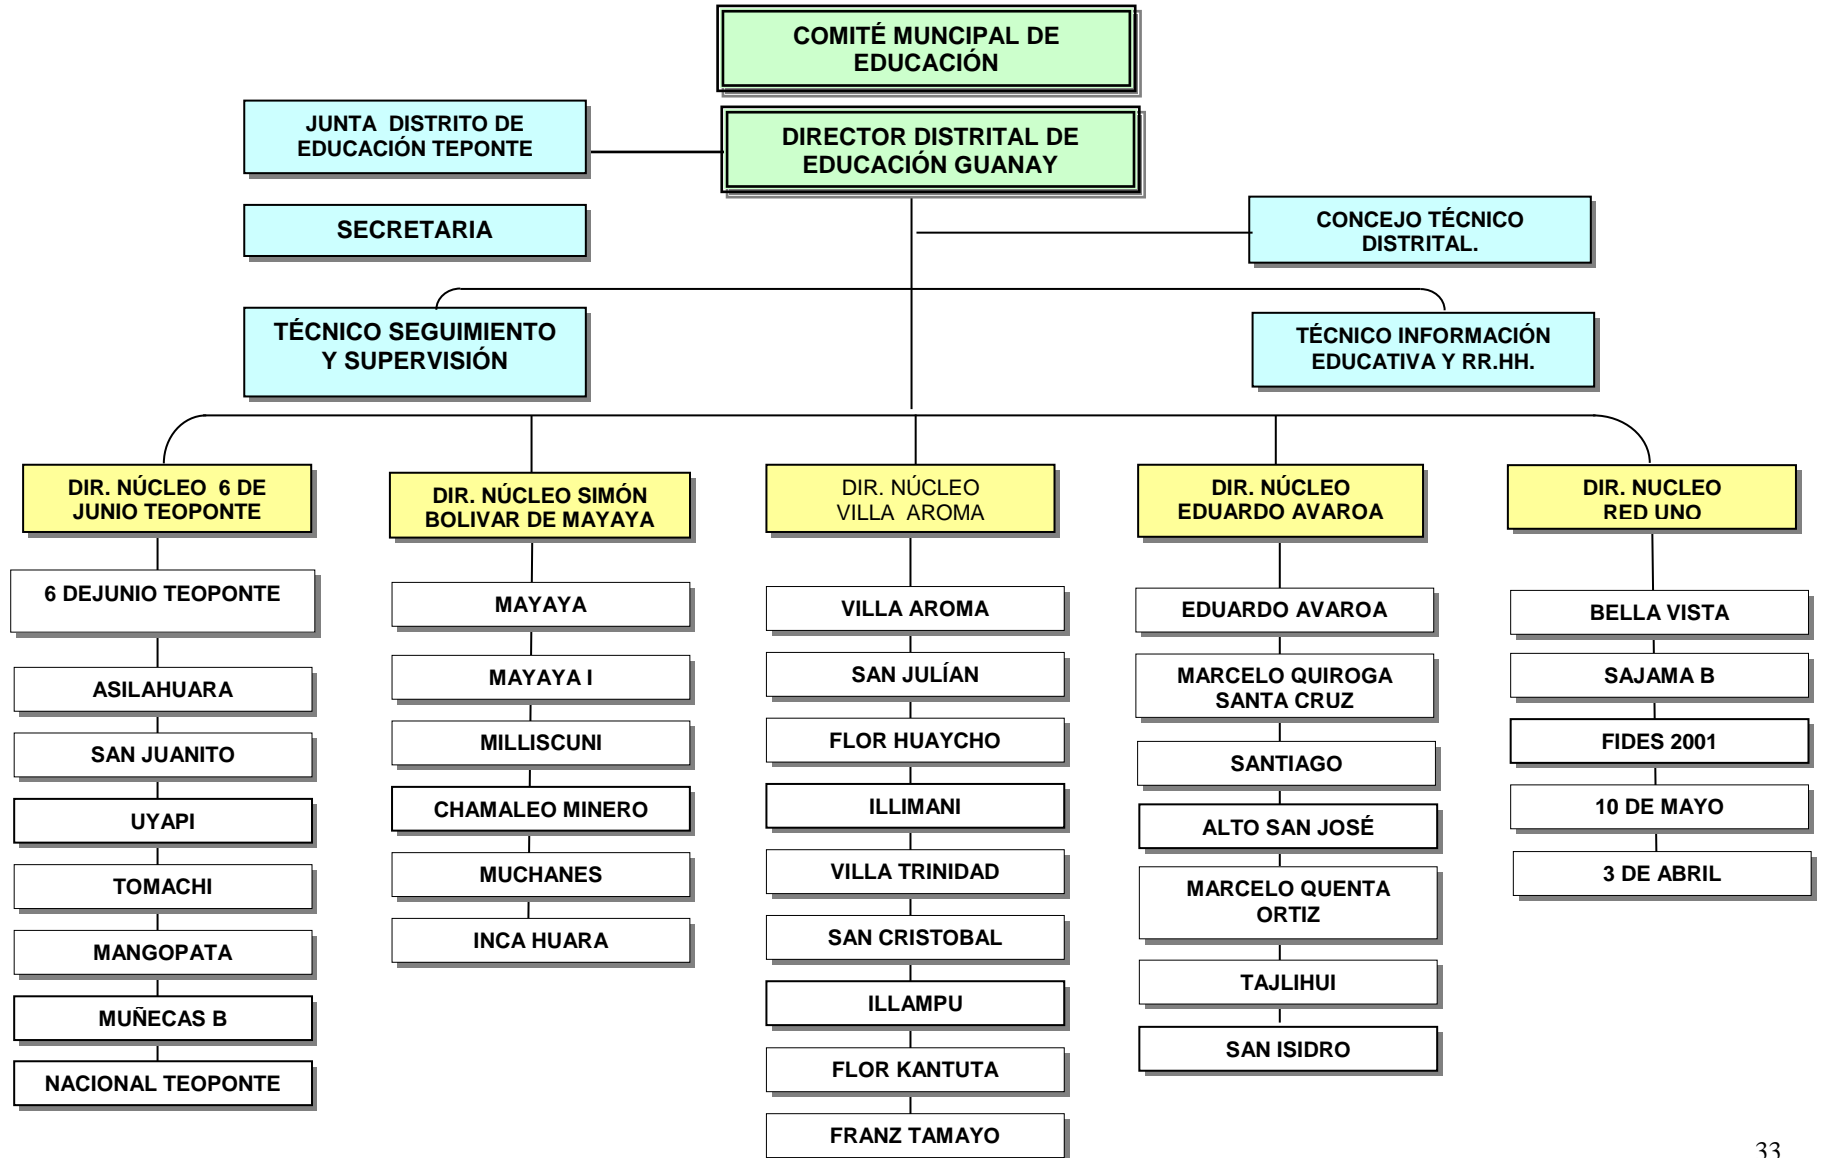 COMITÉ MUNCIPAL DE
EDUCACIÓN
JUNTA DISTRITO DE
EDUCACIÓN TEPONTE
DIRECTOR DISTRITAL DE
EDUCACIÓN GUANAY
SECRETARIA
CONCEJO TÉCNICO
DISTRITAL.
TÉCNICO SEGUIMIENTO
Y SUPERVISIÓN
TÉCNICO INFORMACIÓN
EDUCATIVA Y RR.HH.
DIR. NÚCLEO 6 DE
JUNIO TEOPONTE
6 DEJUNIO TEOPONTE
ASILAHUARA
SAN JUANITO
UYAPI
TOMACHI
MANGOPATA
MUÑECAS B
NACIONAL TEOPONTE
DIR. NÚCLEO SIMÓN
BOLIVAR DE MAYAYA
MAYAYA
MAYAYA I
MILLISCUNI
CHAMALEO MINERO
MUCHANES
INCA HUARA
DIR. NÚCLEO
VILLA AROMA
VILLA AROMA
SAN JULÍAN
FLOR HUAYCHO
ILLIMANI
VILLA TRINIDAD
SAN CRISTOBAL
ILLAMPU
FLOR KANTUTA
FRANZ TAMAYO
DIR. NÚCLEO
EDUARDO AVAROA
EDUARDO AVAROA
MARCELO QUIROGA
SANTA CRUZ
SANTIAGO
ALTO SAN JOSÉ
MARCELO QUENTA
ORTIZ
TAJLIHUI
SAN ISIDRO
DIR. NUCLEO
RED UNO
BELLA VISTA
SAJAMA B
FIDES 2001
10 DE MAYO
3 DE ABRIL
33